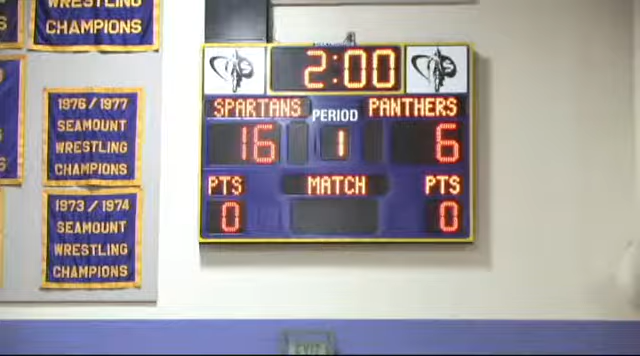 WRESTLING
CHAMPIONS
1976/1977
SEAMOUNT
WRESTLING
CHAMPIONS
1973/1974
SEAMOUNT
WRESTLING
CHAMPIONS
2:00
SPARTANS PERIOD PANTHERS
16 1 6
PTS MATCH PTS
0 0
EXIT